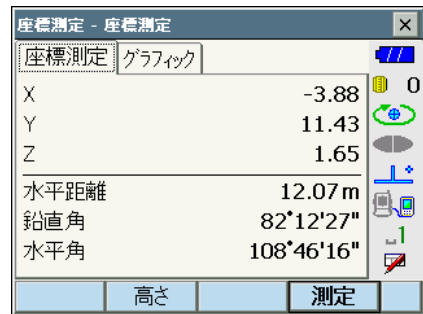 座標測定 - 座標測定
座標測定 グラフィック
0
X -3.88
Y 11.43
Z 1.65
水平距離 12.07 m
鉛直角 82°12'27"
水平角 108°46'16"
1
高さ 測定